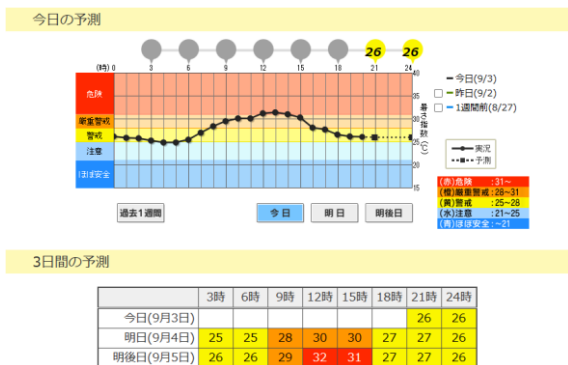 今日の予測
26 26
(時) 0 3 6 9 12 15 18 21 24
40
35
30
25
20
15
暑さ指数(℃)
危険
厳重警戒
警戒
注意
ほぼ安全
今日(9/3)
昨日(9/2)
1週間前(8/27)
実況
予測
(赤)危険 :31~
(橙)厳重警戒:28~31
(黄)警戒 :25~28
(水)注意 :21~25
(青)ほぼ安全:~21
過去1週間 今日 明日 明後日
3日間の予測
3時 6時 9時 12時 15時 18時 21時 24時
今日(9月3日) 26 26
明日(9月4日) 25 25 28 30 30 27 27 26
明後日(9月5日) 26 26 29 32 31 27 27 26